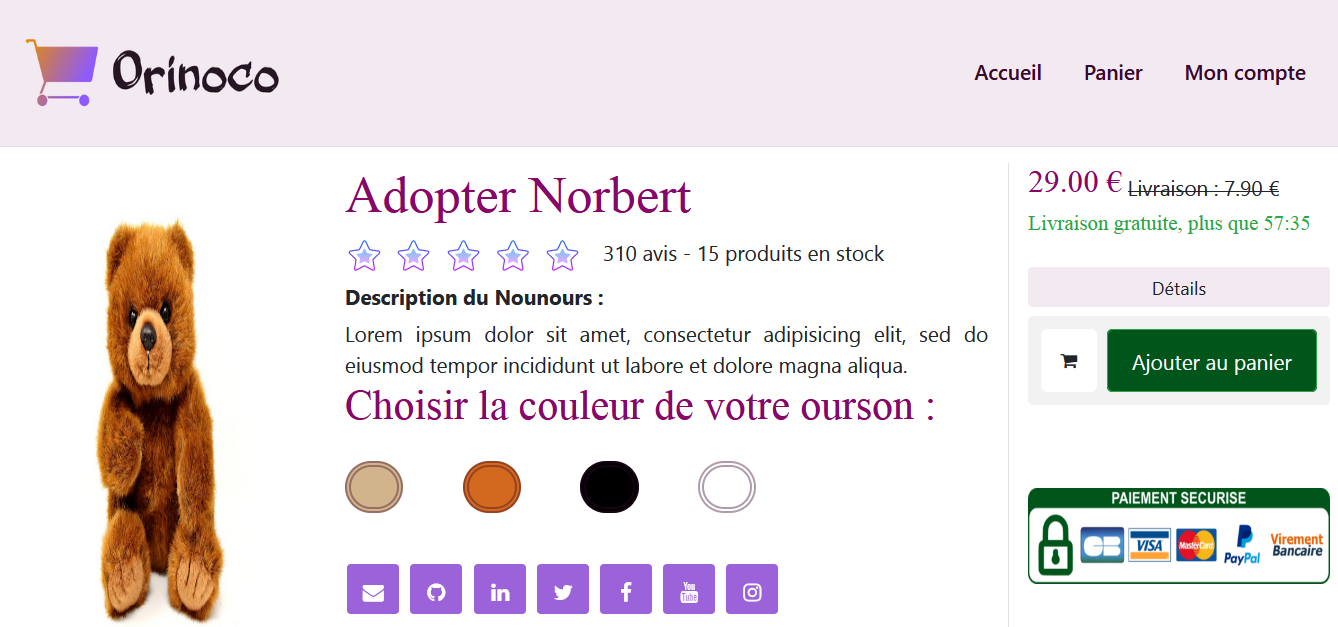 Orinoco
Accueil Panier Mon compte
Adopter Norbert
310 avis - 15 produits en stock
Description du Nounours :
Lorem ipsum dolor sit amet, consectetur adipisicing elit, sed do
eiusmod tempor incididunt ut labore et dolore magna aliqua.
Choisir la couleur de votre ourson :
in
f
You
Tube
29.00 € Livraison : 7.90 €
Livraison gratuite, plus que 57:35
Détails
Ajouter au panier
PAIEMENT SECURISE
CB VISA MasterCard PayPal Virement
Bancaire